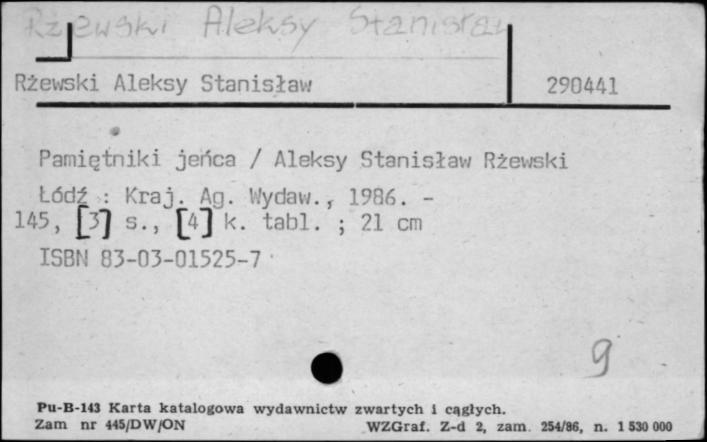 Rżewski Aleksy Stanisław
Rżewski Aleksy Stanisław 290441
Pamiętniki jeńca / Aleksy Stanisław Rżewski
Łódź : Kraj. Ag. Wydaw., 1986. -
145, [3] s., [4] k. tabl. ; 21 cm
ISBN 83-03-01525-7
9
Pu-B-143 Karta katalogowa wydawnictw zwartych i cągłych.
Zam nr 445/DW/ON WZGraf. Z-d 2, zam. 254/86, n. 1 530 000